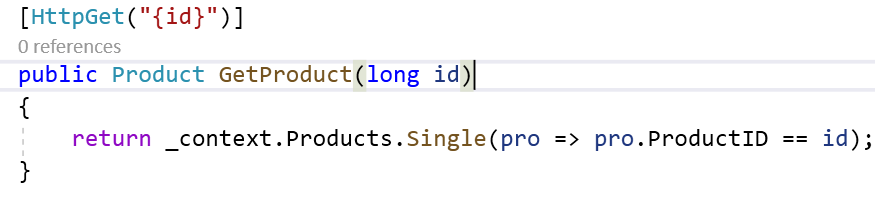 [HttpGet("{id}")]
0 references
public Product GetProduct(long id)
{
    return _context.Products.Single(pro => pro.ProductID == id);
}